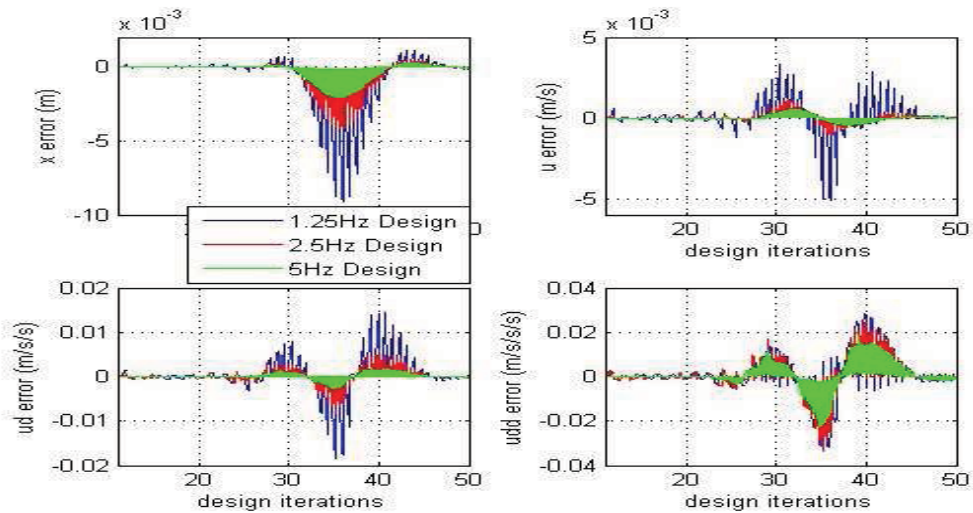 x 10⁻³
0
-5
-10
x error (m)
0
x 10⁻³
5
0
-5
u error (m/s)
20
30
40
50
design iterations
1.25Hz Design
2.5Hz Design
5Hz Design
0.02
0.01
0
-0.01
-0.02
ud error (m/s/s)
20
30
40
50
design iterations
0.04
0.02
0
-0.02
-0.04
udd error (m/s/s/s)
20
30
40
50
design iterations